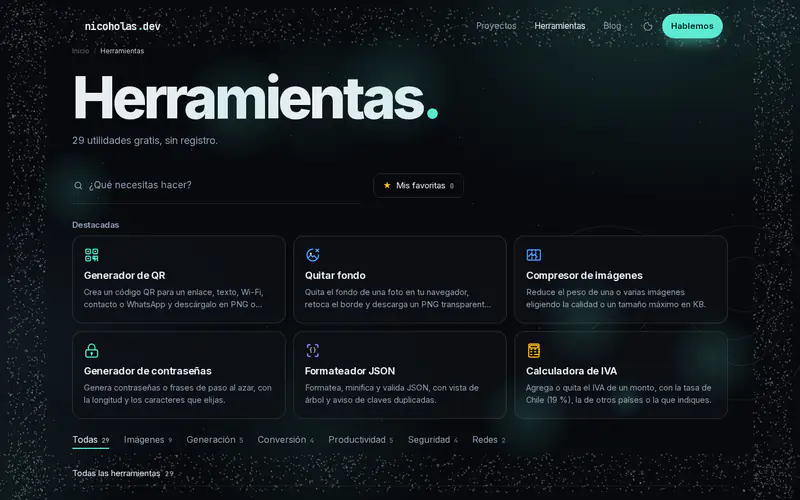 nicoholas.dev
Proyectos
Herramientas
Blog
Hablemos
Inicio / Herramientas
Herramientas.
29 utilidades gratis, sin registro.
¿Qué necesitas hacer?
★ Mis favoritas 0
Destacadas
Generador de QR
Crea un código QR para un enlace, texto, Wi-Fi,
contacto o WhatsApp y descárgalo en PNG o...
Quitar fondo
Quita el fondo de una foto en tu navegador,
retoca el borde y descarga un PNG transparent...
Compresor de imágenes
Reduce el peso de una o varias imágenes
eligiendo la calidad o un tamaño máximo en KB.
Generador de contraseñas
Genera contraseñas o frases de paso al azar, con
la longitud y los caracteres que elijas.
Formateador JSON
Formatea, minifica y valida JSON, con vista de
árbol y aviso de claves duplicadas.
Calculadora de IVA
Agrega o quita el IVA de un monto, con la tasa de
Chile (19 %), la de otros países o la que indiques.
Todas 29
Imágenes 9
Generación 5
Conversión 4
Productividad 5
Seguridad 4
Redes 2
Todas las herramientas 29